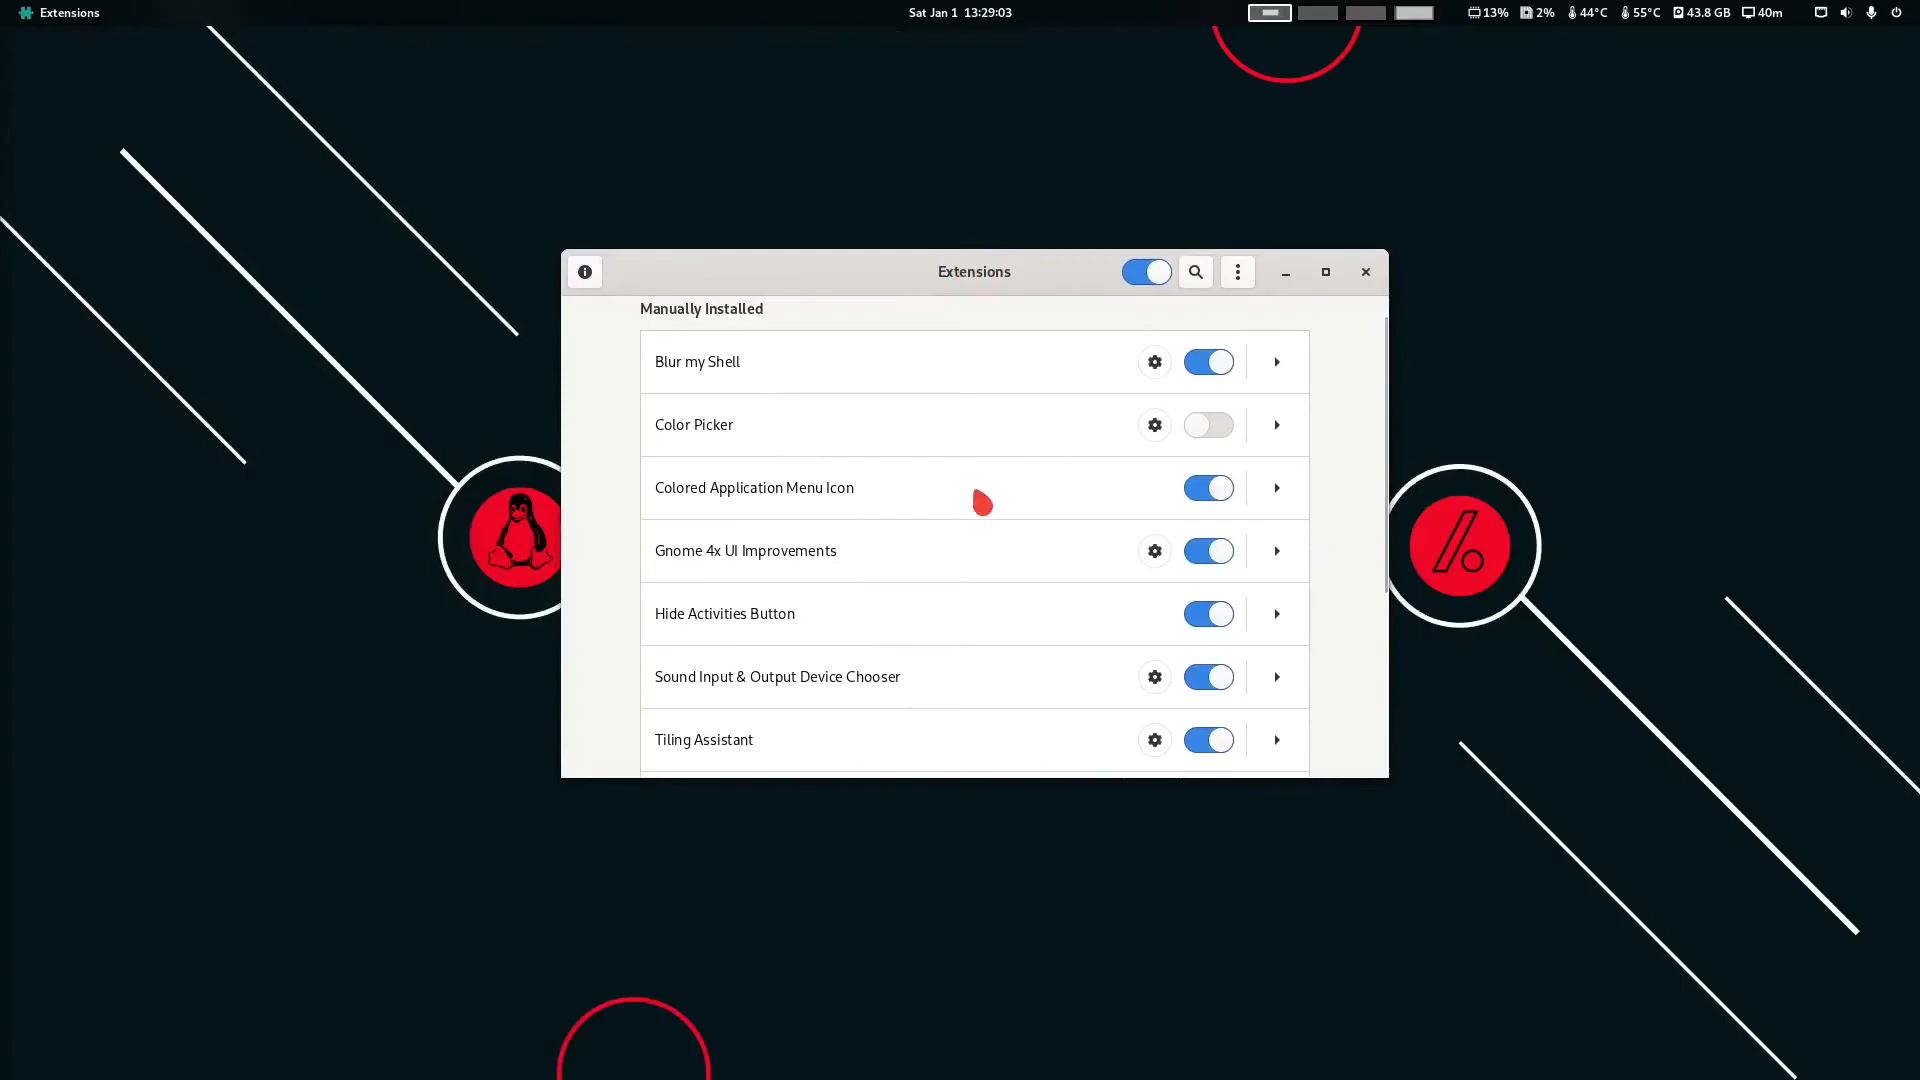 Extensions
Sat Jan 1 13:29:03
13% 2% 44°C 55°C 43.8 GB 40m
Extensions
Manually Installed
Blur my Shell
Color Picker
Colored Application Menu Icon
Gnome 4x UI Improvements
Hide Activities Button
Sound Input & Output Device Chooser
Tiling Assistant